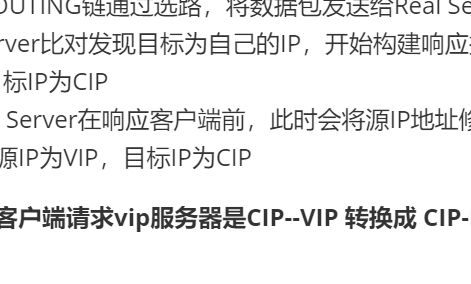 OUTING链通过选路，将数据包发送给Real Se
rver比对发现目标为自己的IP，开始构建响应
标IP为CIP
Server在响应客户端前，此时会将源IP地址
源IP为VIP，目标IP为CIP
客户端请求vip服务器是CIP--VIP 转换成 CIP-